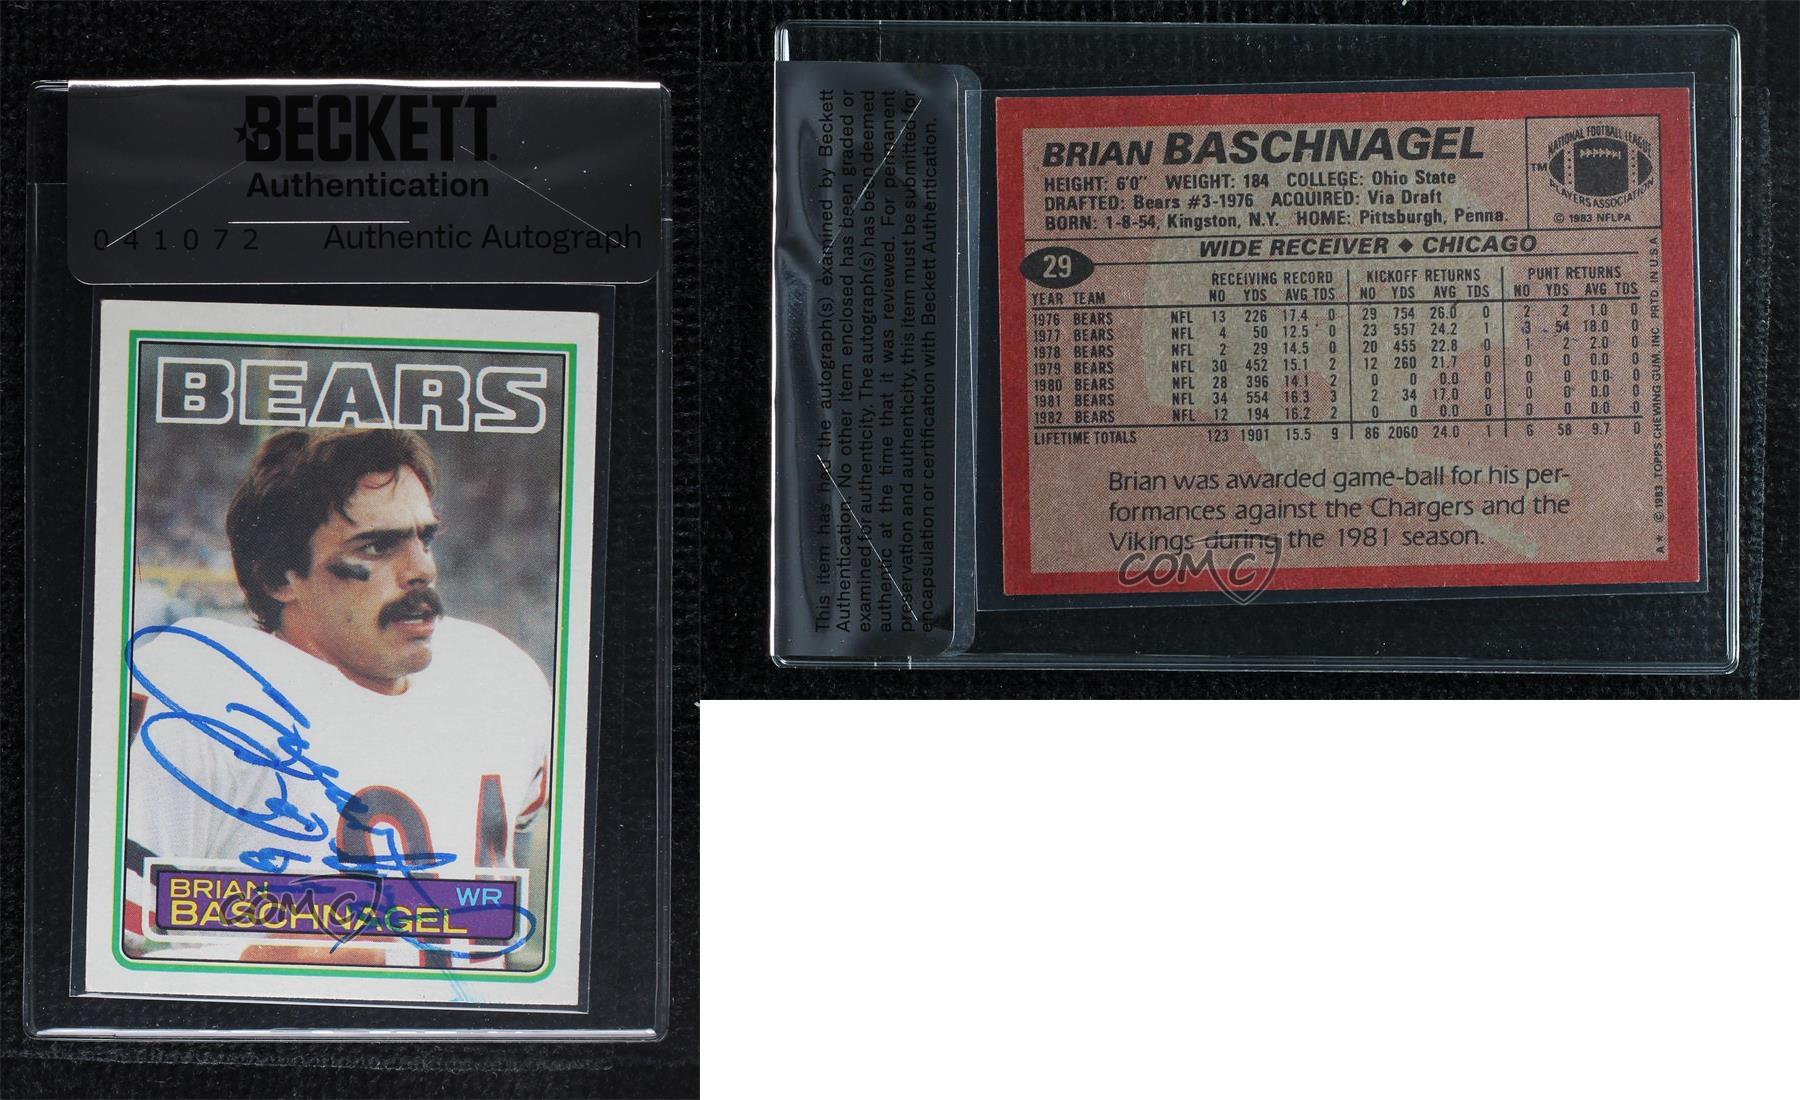 BECKETT
Authentication
041072 Authentic Autograph
BEARS
BRIAN WR
BASCHNAGEL
COMC
This item has had the autograph(s) examined by Beckett
Authentication. No other item enclosed has been graded or
examined for authenticity. The autograph(s) has been deemed
authentic at the time that it was reviewed. For permanent
preservation and authenticity, this item must be submitted for
encapsulation or certification with Beckett Authentication.
BRIAN BASCHNAGEL
HEIGHT: 6'0" WEIGHT: 184 COLLEGE: Ohio State
DRAFTED: Bears #3-1976 ACQUIRED: Via Draft
BORN: 1-8-54, Kingston, N.Y. HOME: Pittsburgh, Penna.
NATIONAL FOOTBALL LEAGUE
TM
PLAYERS ASSOCIATION
© 1983 NFLPA
29
WIDE RECEIVER ◆ CHICAGO
RECEIVING RECORD KICKOFF RETURNS PUNT RETURNS
YEAR TEAM NO YDS AVG TDS NO YDS AVG TDS NO YDS AVG TDS
1976 BEARS NFL 13 226 17.4 0 29 754 26.0 0 2 2 1.0 0
1977 BEARS NFL 4 50 12.5 0 23 557 24.2 1 3 54 18.0 0
1978 BEARS NFL 2 29 14.5 0 20 455 22.8 0 1 2 2.0 0
1979 BEARS NFL 30 452 15.1 2 12 260 21.7 0 0 0 0.0 0
1980 BEARS NFL 28 396 14.1 2 0 0 0.0 0 0 0 0.0 0
1981 BEARS NFL 34 554 16.3 3 2 34 17.0 0 0 0 0.0 0
1982 BEARS NFL 12 194 16.2 2 0 0 0.0 0 0 0 0.0 0
LIFETIME TOTALS 123 1901 15.5 9 86 2060 24.0 1 6 58 9.7 0
Brian was awarded game-ball for his per-
formances against the Chargers and the
Vikings during the 1981 season.
A* © 1983 TOPPS CHEWING GUM, INC. PRTD. IN U.S.A.
COMC